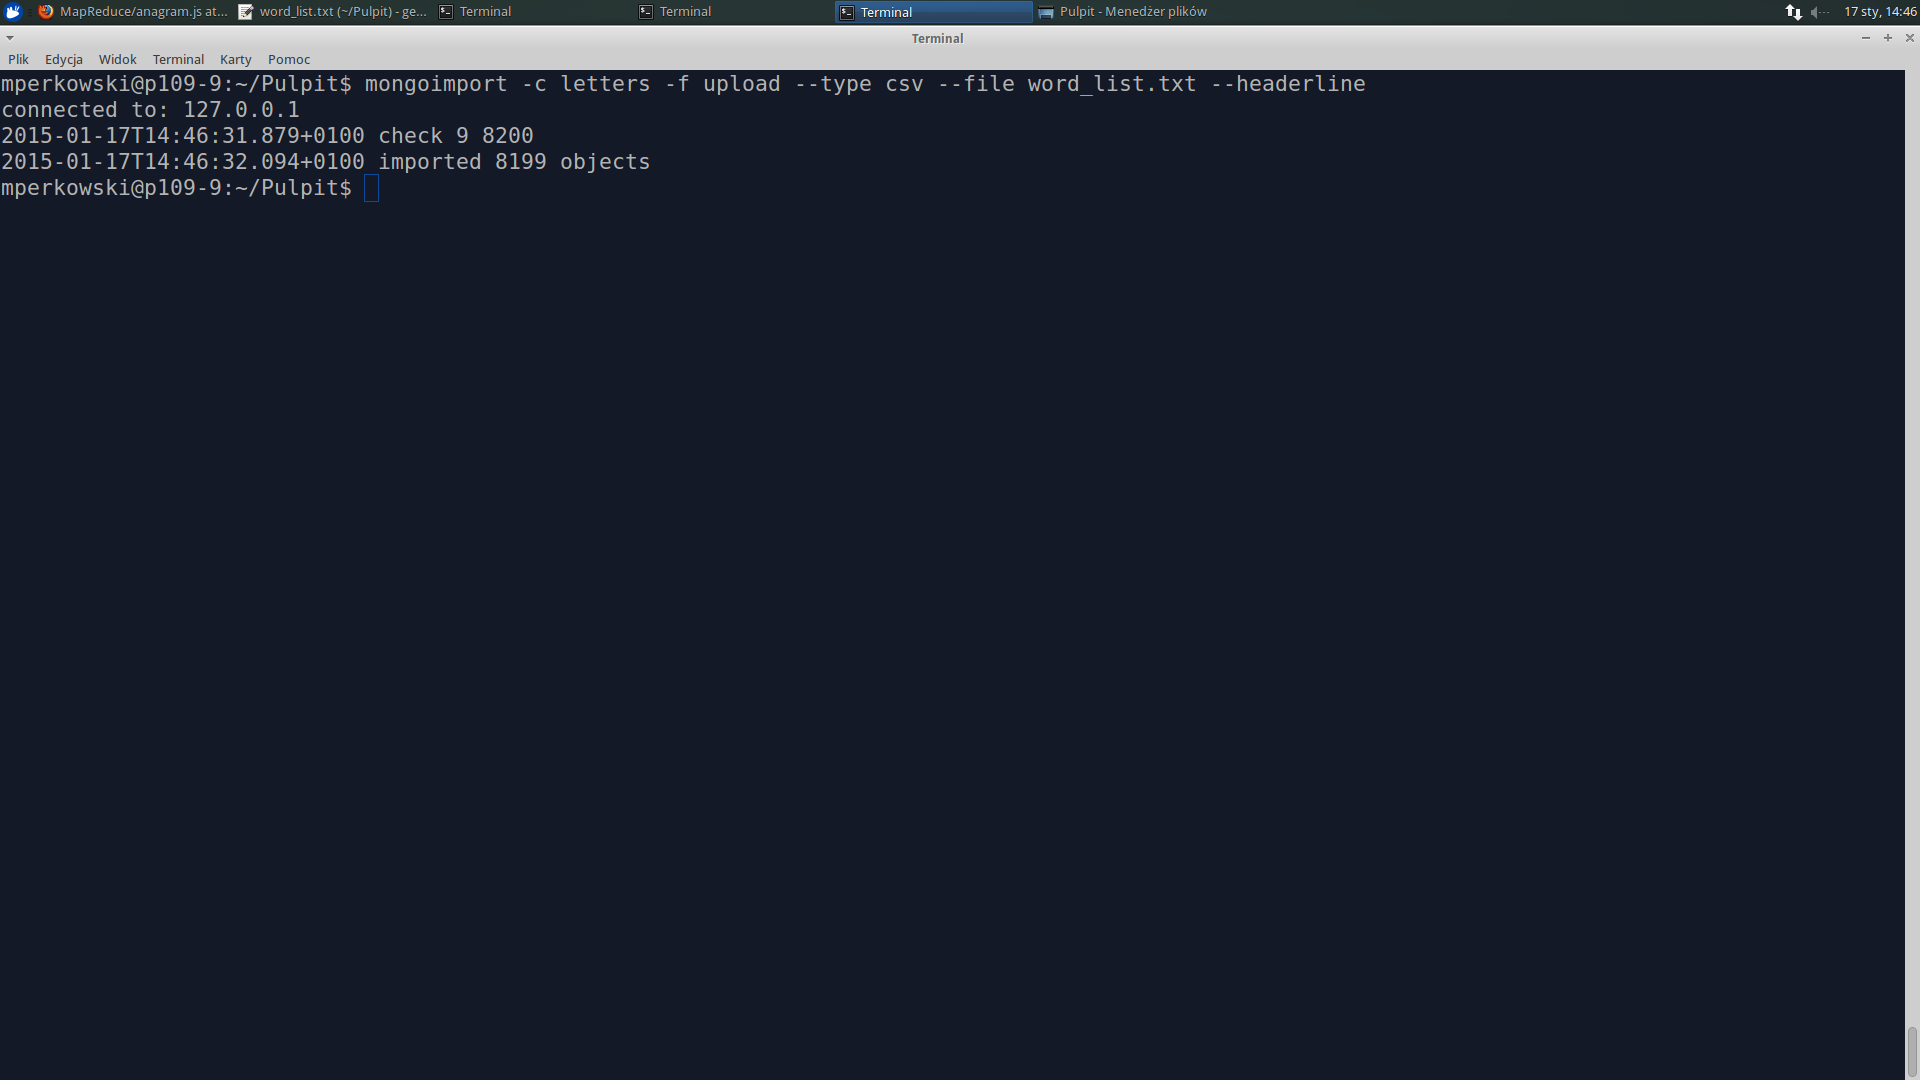 MapReduce/anagram.js at... word_list.txt (~/Pulpit) - ge... Terminal Terminal Terminal Pulpit - Menedżer plików 17 sty, 14:46
Terminal
Plik Edycja Widok Terminal Karty Pomoc
mperkowski@p109-9:~/Pulpit$ mongoimport -c letters -f upload --type csv --file word_list.txt --headerline
connected to: 127.0.0.1
2015-01-17T14:46:31.879+0100 check 9 8200
2015-01-17T14:46:32.094+0100 imported 8199 objects
mperkowski@p109-9:~/Pulpit$